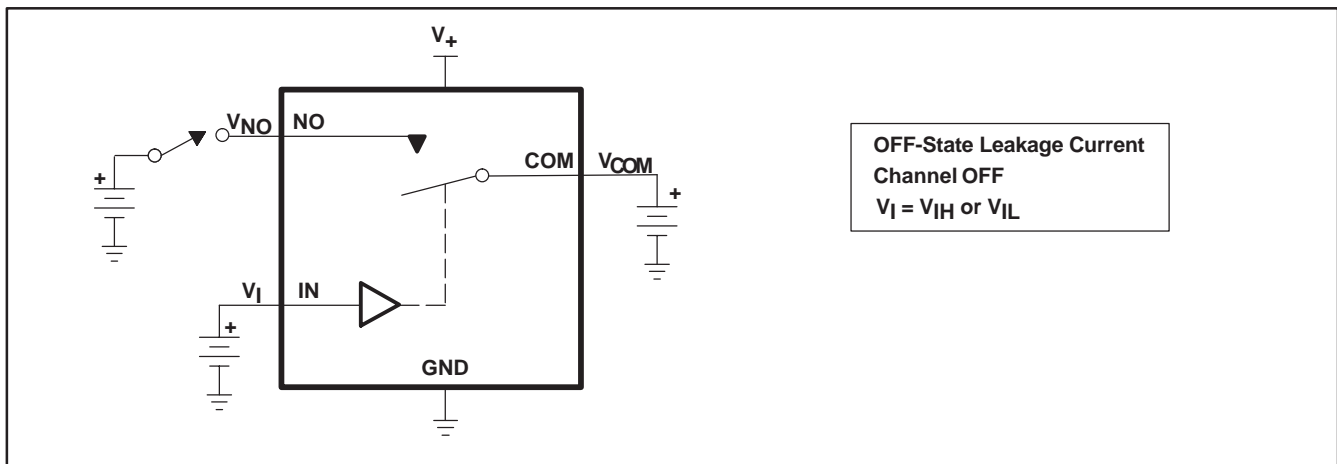 V+
VNO
NO
COM
VCOM
+
+
VI
IN
+
GND
OFF-State Leakage Current
Channel OFF
VI = VIH or VIL